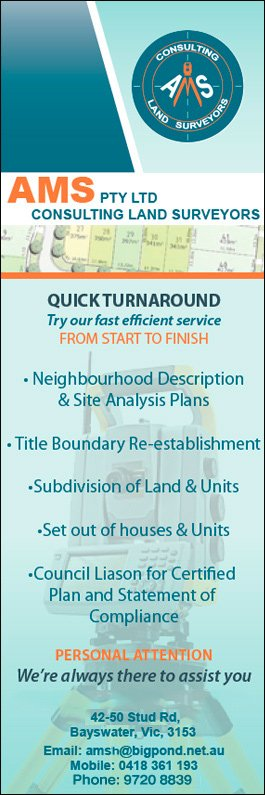 CONSULTING
AMS
LAND SURVEYORS
AMS PTY LTD
CONSULTING LAND SURVEYORS
QUICK TURNAROUND
Try our fast efficient service
FROM START TO FINISH
• Neighbourhood Description
& Site Analysis Plans
• Title Boundary Re-establishment
•Subdivision of Land & Units
•Set out of houses & Units
•Council Liason for Certified
Plan and Statement of
Compliance
PERSONAL ATTENTION
We're always there to assist you
42-50 Stud Rd,
Bayswater, Vic, 3153
Email: amsn@bigpond.net.au
Mobile: 0418 361 193
Phone: 9720 8839